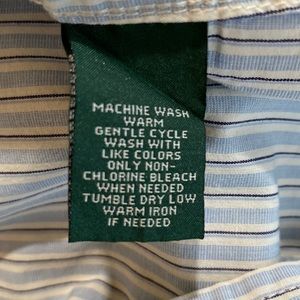 MACHINE WASH
WARM
GENTLE CYCLE
WASH WITH
LIKE COLORS
ONLY NON-
CHLORINE BLEACH
WHEN NEEDED
TUMBLE DRY LOW
WARM IRON
IF NEEDED